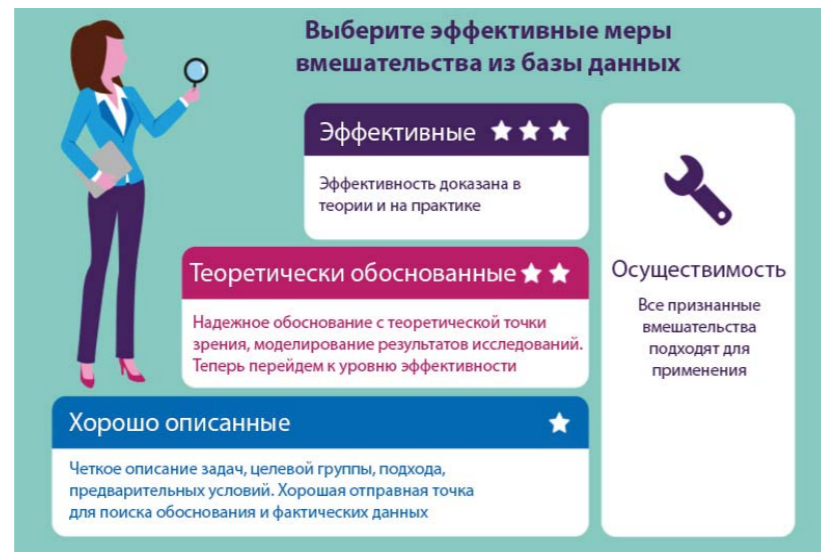 Выберите эффективные меры
вмешательства из базы данных
Эффективные
Эффективность доказана в
теории и на практике
Теоретически обоснованные
Надежное обоснование с теоретической точки
зрения, моделирование результатов исследований.
Теперь перейдем к уровню эффективности
Хорошо описанные
Четкое описание задач, целевой группы, подхода,
предварительных условий. Хорошая отправная точка
для поиска обоснования и фактических данных
Осуществимость
Все признанные
вмешательства
подходят для
применения